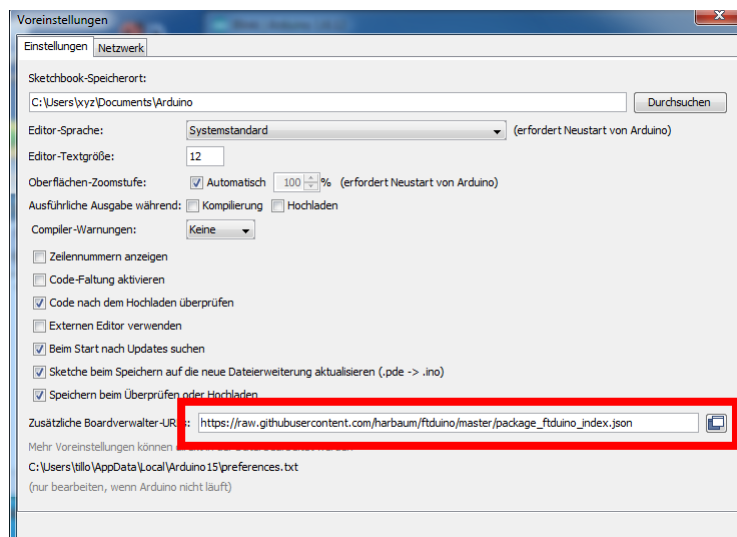 Voreinstellungen
Einstellungen Netzwerk
Sketchbook-Speicherort:
C:\Users\xyz\Documents\Arduino Durchsuchen
Editor-Sprache: Systemstandard (erfordert Neustart von Arduino)
Editor-Textgröße: 12
Oberflächen-Zoomstufe: Automatisch 100 % (erfordert Neustart von Arduino)
Ausführliche Ausgabe während: Kompilierung Hochladen
Compiler-Warnungen: Keine
Zeilennummern anzeigen
Code-Faltung aktivieren
Code nach dem Hochladen überprüfen
Externen Editor verwenden
Beim Start nach Updates suchen
Sketche beim Speichern auf die neue Dateierweiterung aktualisieren (.pde -> .ino)
Speichern beim Überprüfen oder Hochladen
Zusätzliche Boardverwalter-URLs: https://raw.githubusercontent.com/harbaum/ftduino/master/package_ftduino_index.json
Mehr Voreinstellungen können
C:\Users\tillo\AppData\Local\Arduino15\preferences.txt
(nur bearbeiten, wenn Arduino nicht läuft)